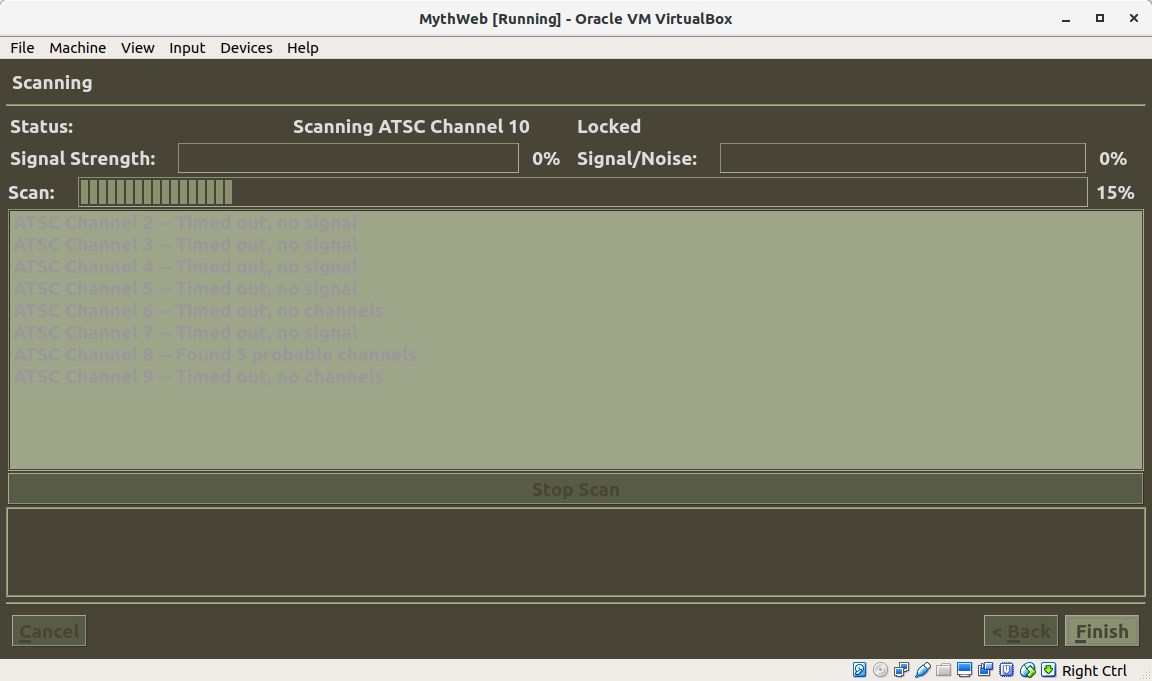 MythWeb [Running] - Oracle VM VirtualBox
File Machine View Input Devices Help
Scanning
Status: Scanning ATSC Channel 10 Locked
Signal Strength: 0% Signal/Noise: 0%
Scan: 15%
ATSC Channel 2 -- Timed out, no signal
ATSC Channel 3 -- Timed out, no signal
ATSC Channel 4 -- Timed out, no signal
ATSC Channel 5 -- Timed out, no signal
ATSC Channel 6 -- Timed out, no channels
ATSC Channel 7 -- Timed out, no signal
ATSC Channel 8 -- Found 5 probable channels
ATSC Channel 9 -- Timed out, no channels
Stop Scan
Cancel < Back Finish
Right Ctrl